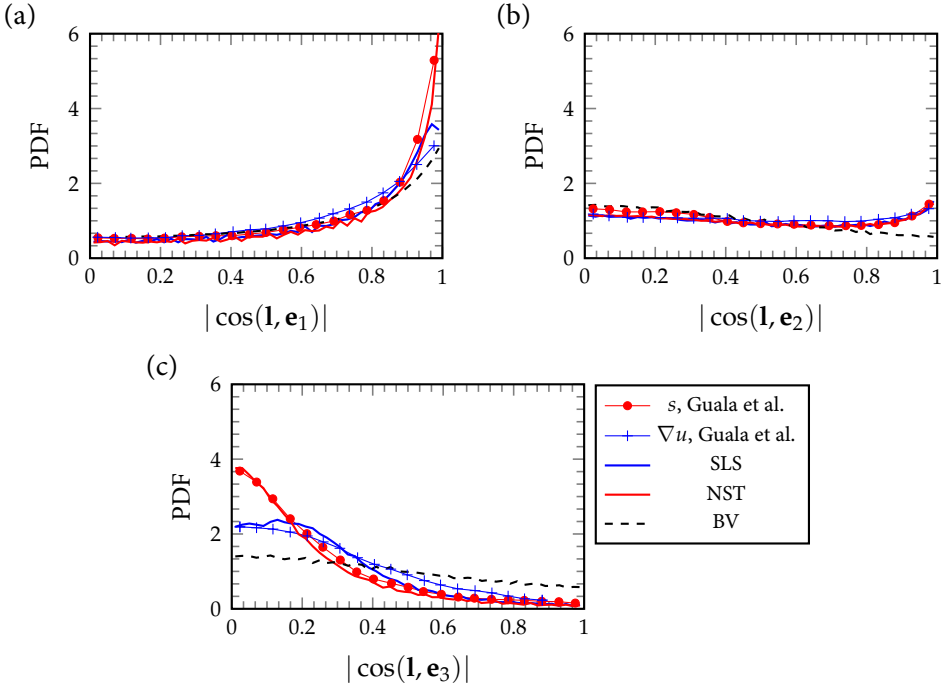 (a)
6
4
2
0
PDF
0 0.2 0.4 0.6 0.8 1
|cos(l, e₁)|
(b)
6
4
2
0
PDF
0 0.2 0.4 0.6 0.8 1
|cos(l, e₂)|
(c)
6
4
2
0
PDF
0 0.2 0.4 0.6 0.8 1
|cos(l, e₃)|
s, Guala et al.
∇u, Guala et al.
SLS
NST
BV